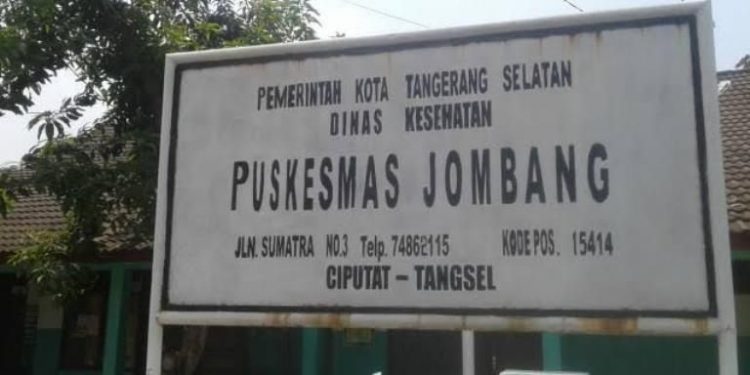 PEMERINTAH KOTA TANGERANG SELATAN
DINAS KESEHATAN
PUSKESMAS JOMBANG
JLN. SUMATRA NO.3 Telp. 74862115 KODE POS. 15414
CIPUTAT – TANGSEL